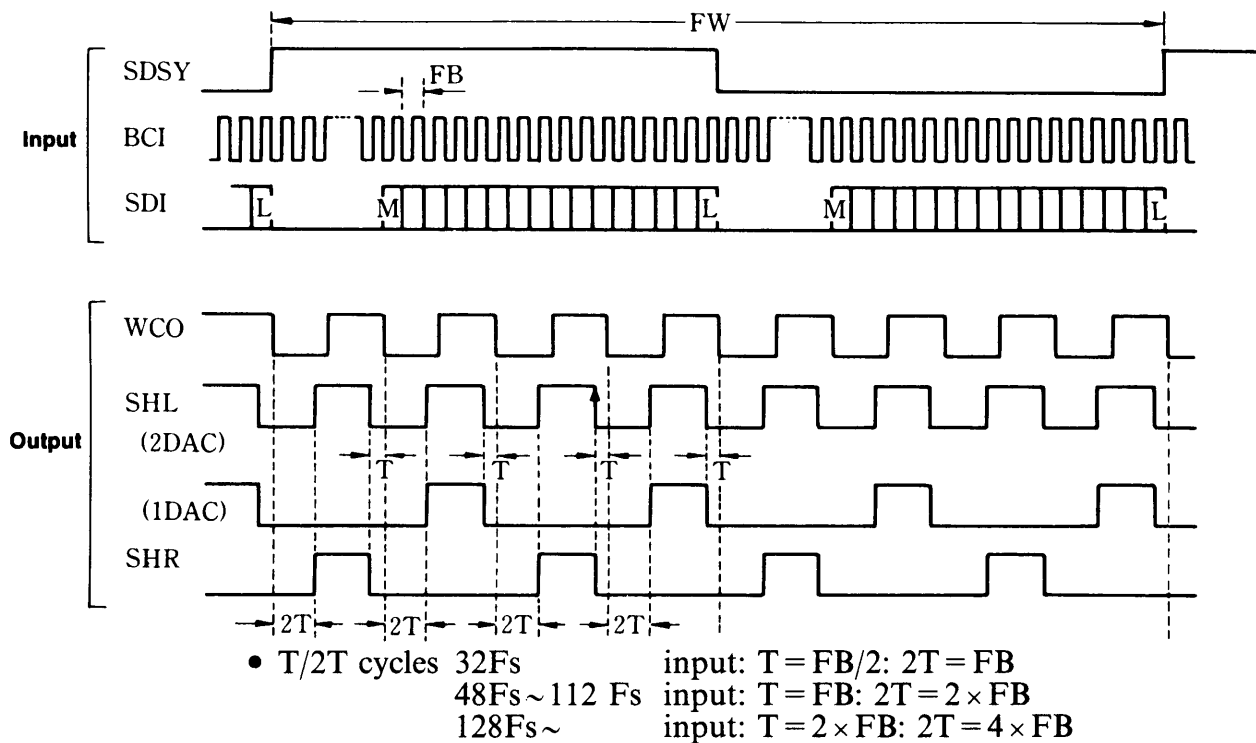 FW
SDSY
FB
Input
BCI
SDI
L M L M L
WCO
SHL
Output
(2DAC)
T T T T
(1DAC)
SHR
2T 2T 2T 2T
• T/2T cycles 32Fs input: T = FB/2: 2T = FB
48Fs ~ 112 Fs input: T = FB: 2T = 2 × FB
128Fs ~ input: T = 2 × FB: 2T = 4 × FB